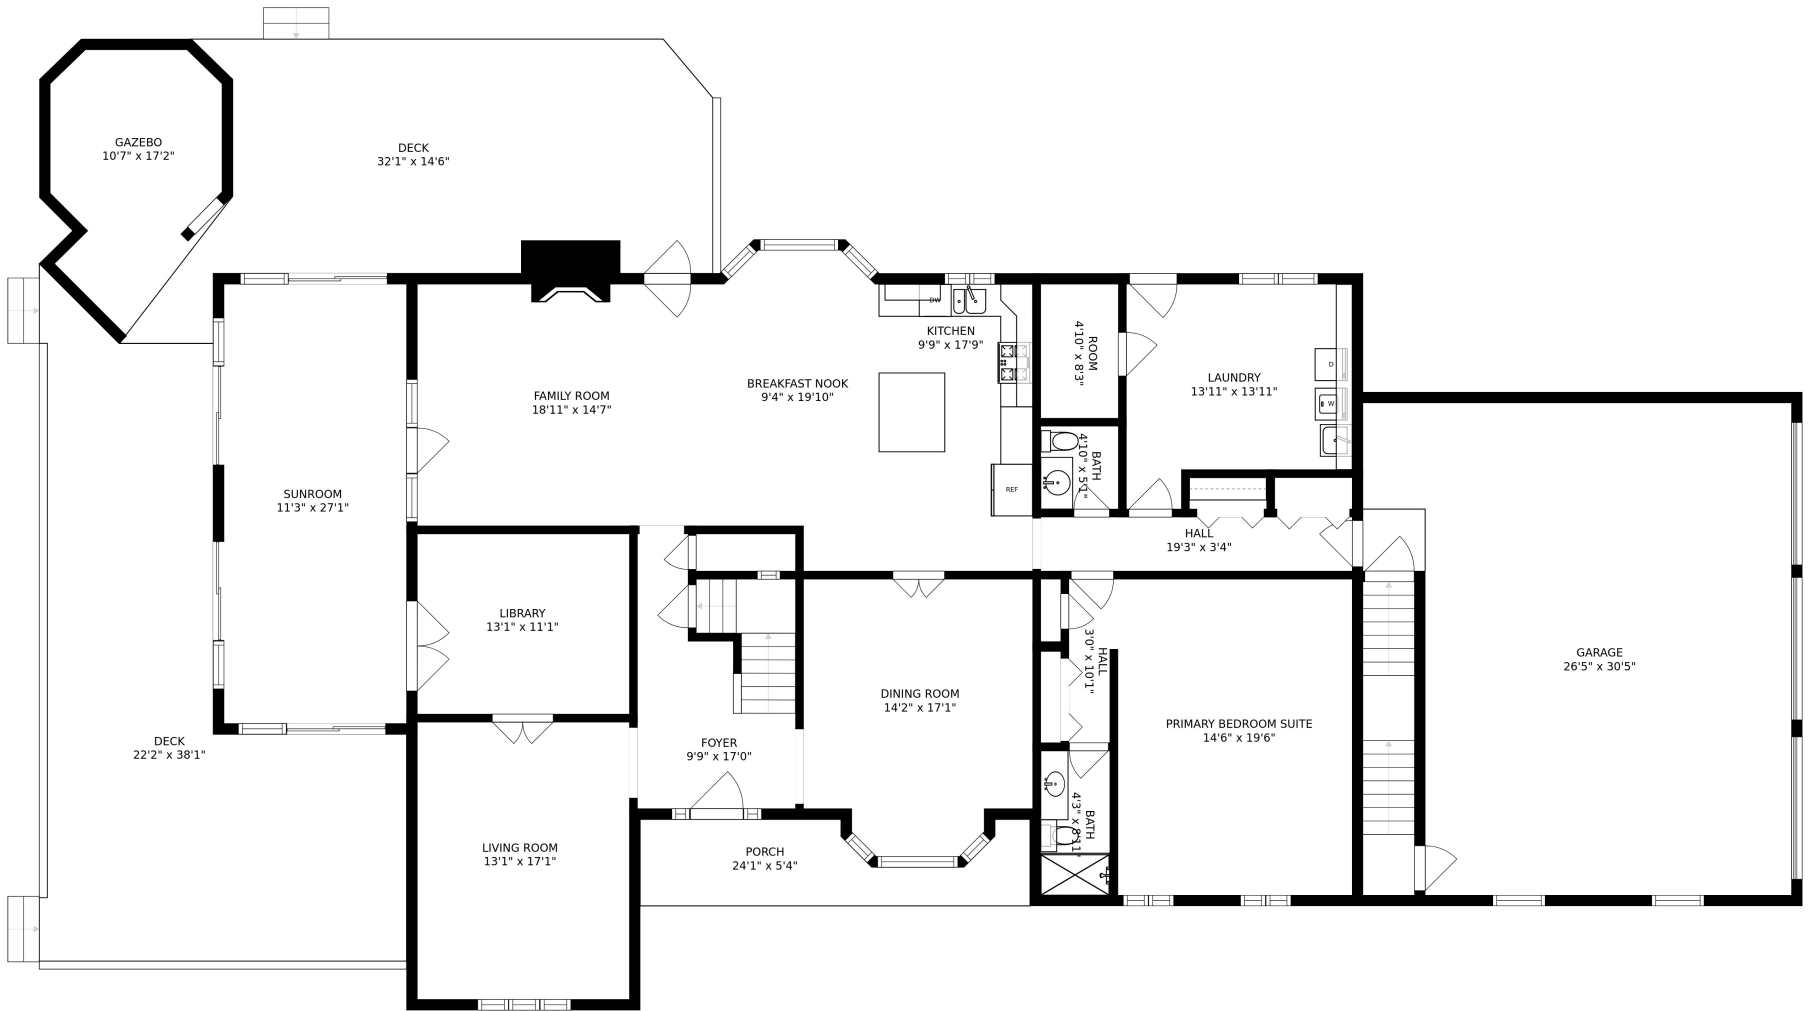 GAZEBO
10'7" x 17'2"
DECK
32'1" x 14'6"
KITCHEN
9'9" x 17'9"
DW
ROOM
4'10" x 8'3"
LAUNDRY
13'11" x 13'11"
D
W
FAMILY ROOM
18'11" x 14'7"
BREAKFAST NOOK
9'4" x 19'10"
BATH
4'10" x 5'1"
REF
SUNROOM
11'3" x 27'1"
HALL
19'3" x 3'4"
LIBRARY
13'1" x 11'1"
HALL
3'0" x 10'1"
GARAGE
26'5" x 30'5"
DINING ROOM
14'2" x 17'1"
PRIMARY BEDROOM SUITE
14'6" x 19'6"
DECK
22'2" x 38'1"
FOYER
9'9" x 17'0"
BATH
4'3" x 8'11"
LIVING ROOM
13'1" x 17'1"
PORCH
24'1" x 5'4"